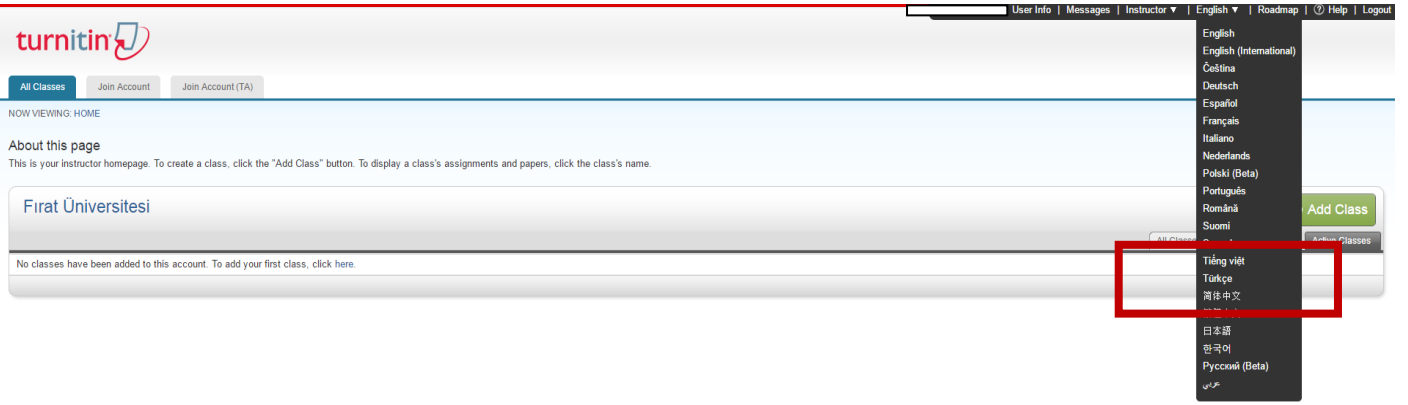 User Info | Messages | Instructor ▼ | English ▼ | Roadmap | ? Help | Logout
turnitin
All Classes Join Account Join Account (TA)
NOW VIEWING: HOME
About this page
This is your instructor homepage. To create a class, click the "Add Class" button. To display a class's assignments and papers, click the class's name.
Fırat Üniversitesi
Add Class
All Classes Active Classes
No classes have been added to this account. To add your first class, click here.
English
English (International)
Čeština
Deutsch
Español
Français
Italiano
Nederlands
Polski (Beta)
Português
Română
Suomi
Tiếng việt
Türkçe
简体中文
日本語
한국어
Русский (Beta)
عربي